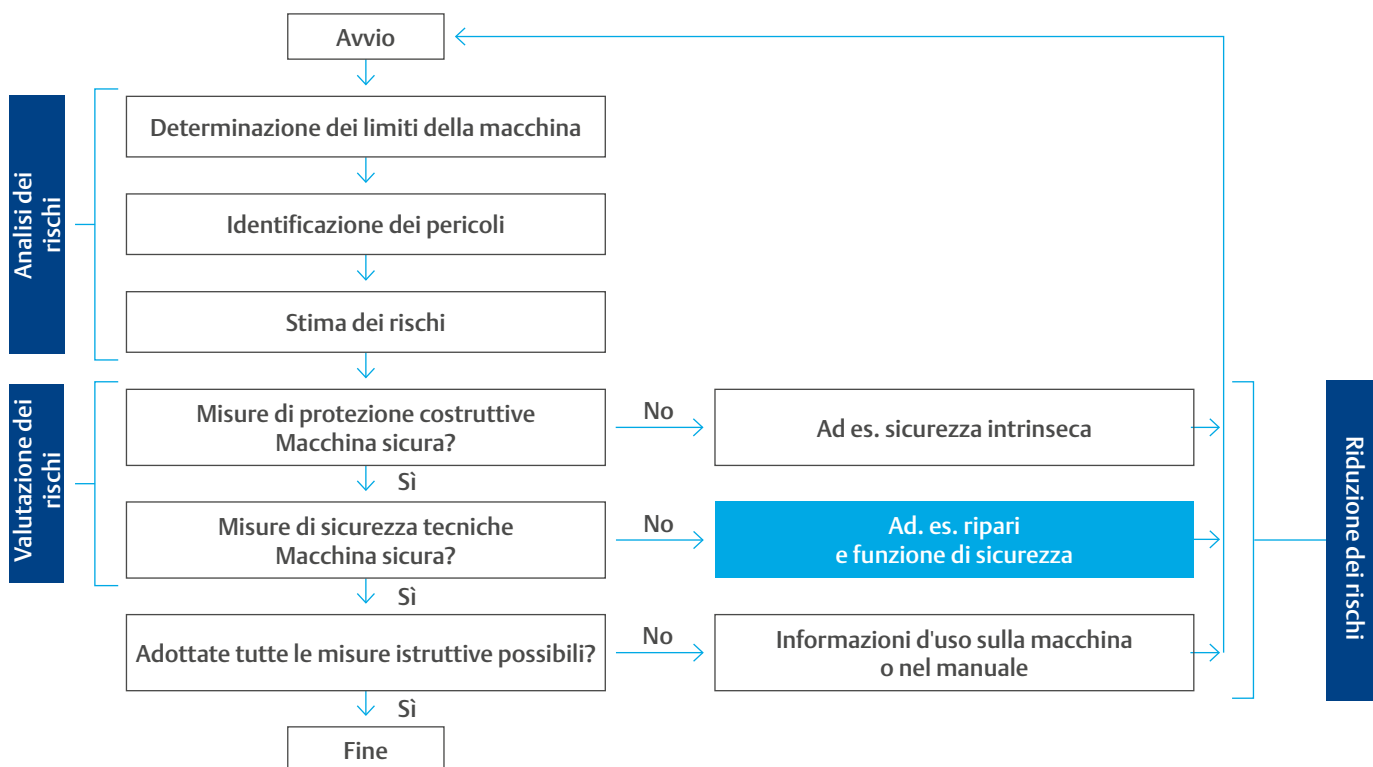 Avvio
Analisi dei
rischi
Determinazione dei limiti della macchina
Identificazione dei pericoli
Stima dei rischi
Valutazione dei
rischi
Misure di protezione costruttive
Macchina sicura?
No
Ad es. sicurezza intrinseca
Sì
Misure di sicurezza tecniche
Macchina sicura?
No
Ad. es. ripari
e funzione di sicurezza
Sì
Adottate tutte le misure istruttive possibili?
No
Informazioni d'uso sulla macchina
o nel manuale
Riduzione dei rischi
Sì
Fine